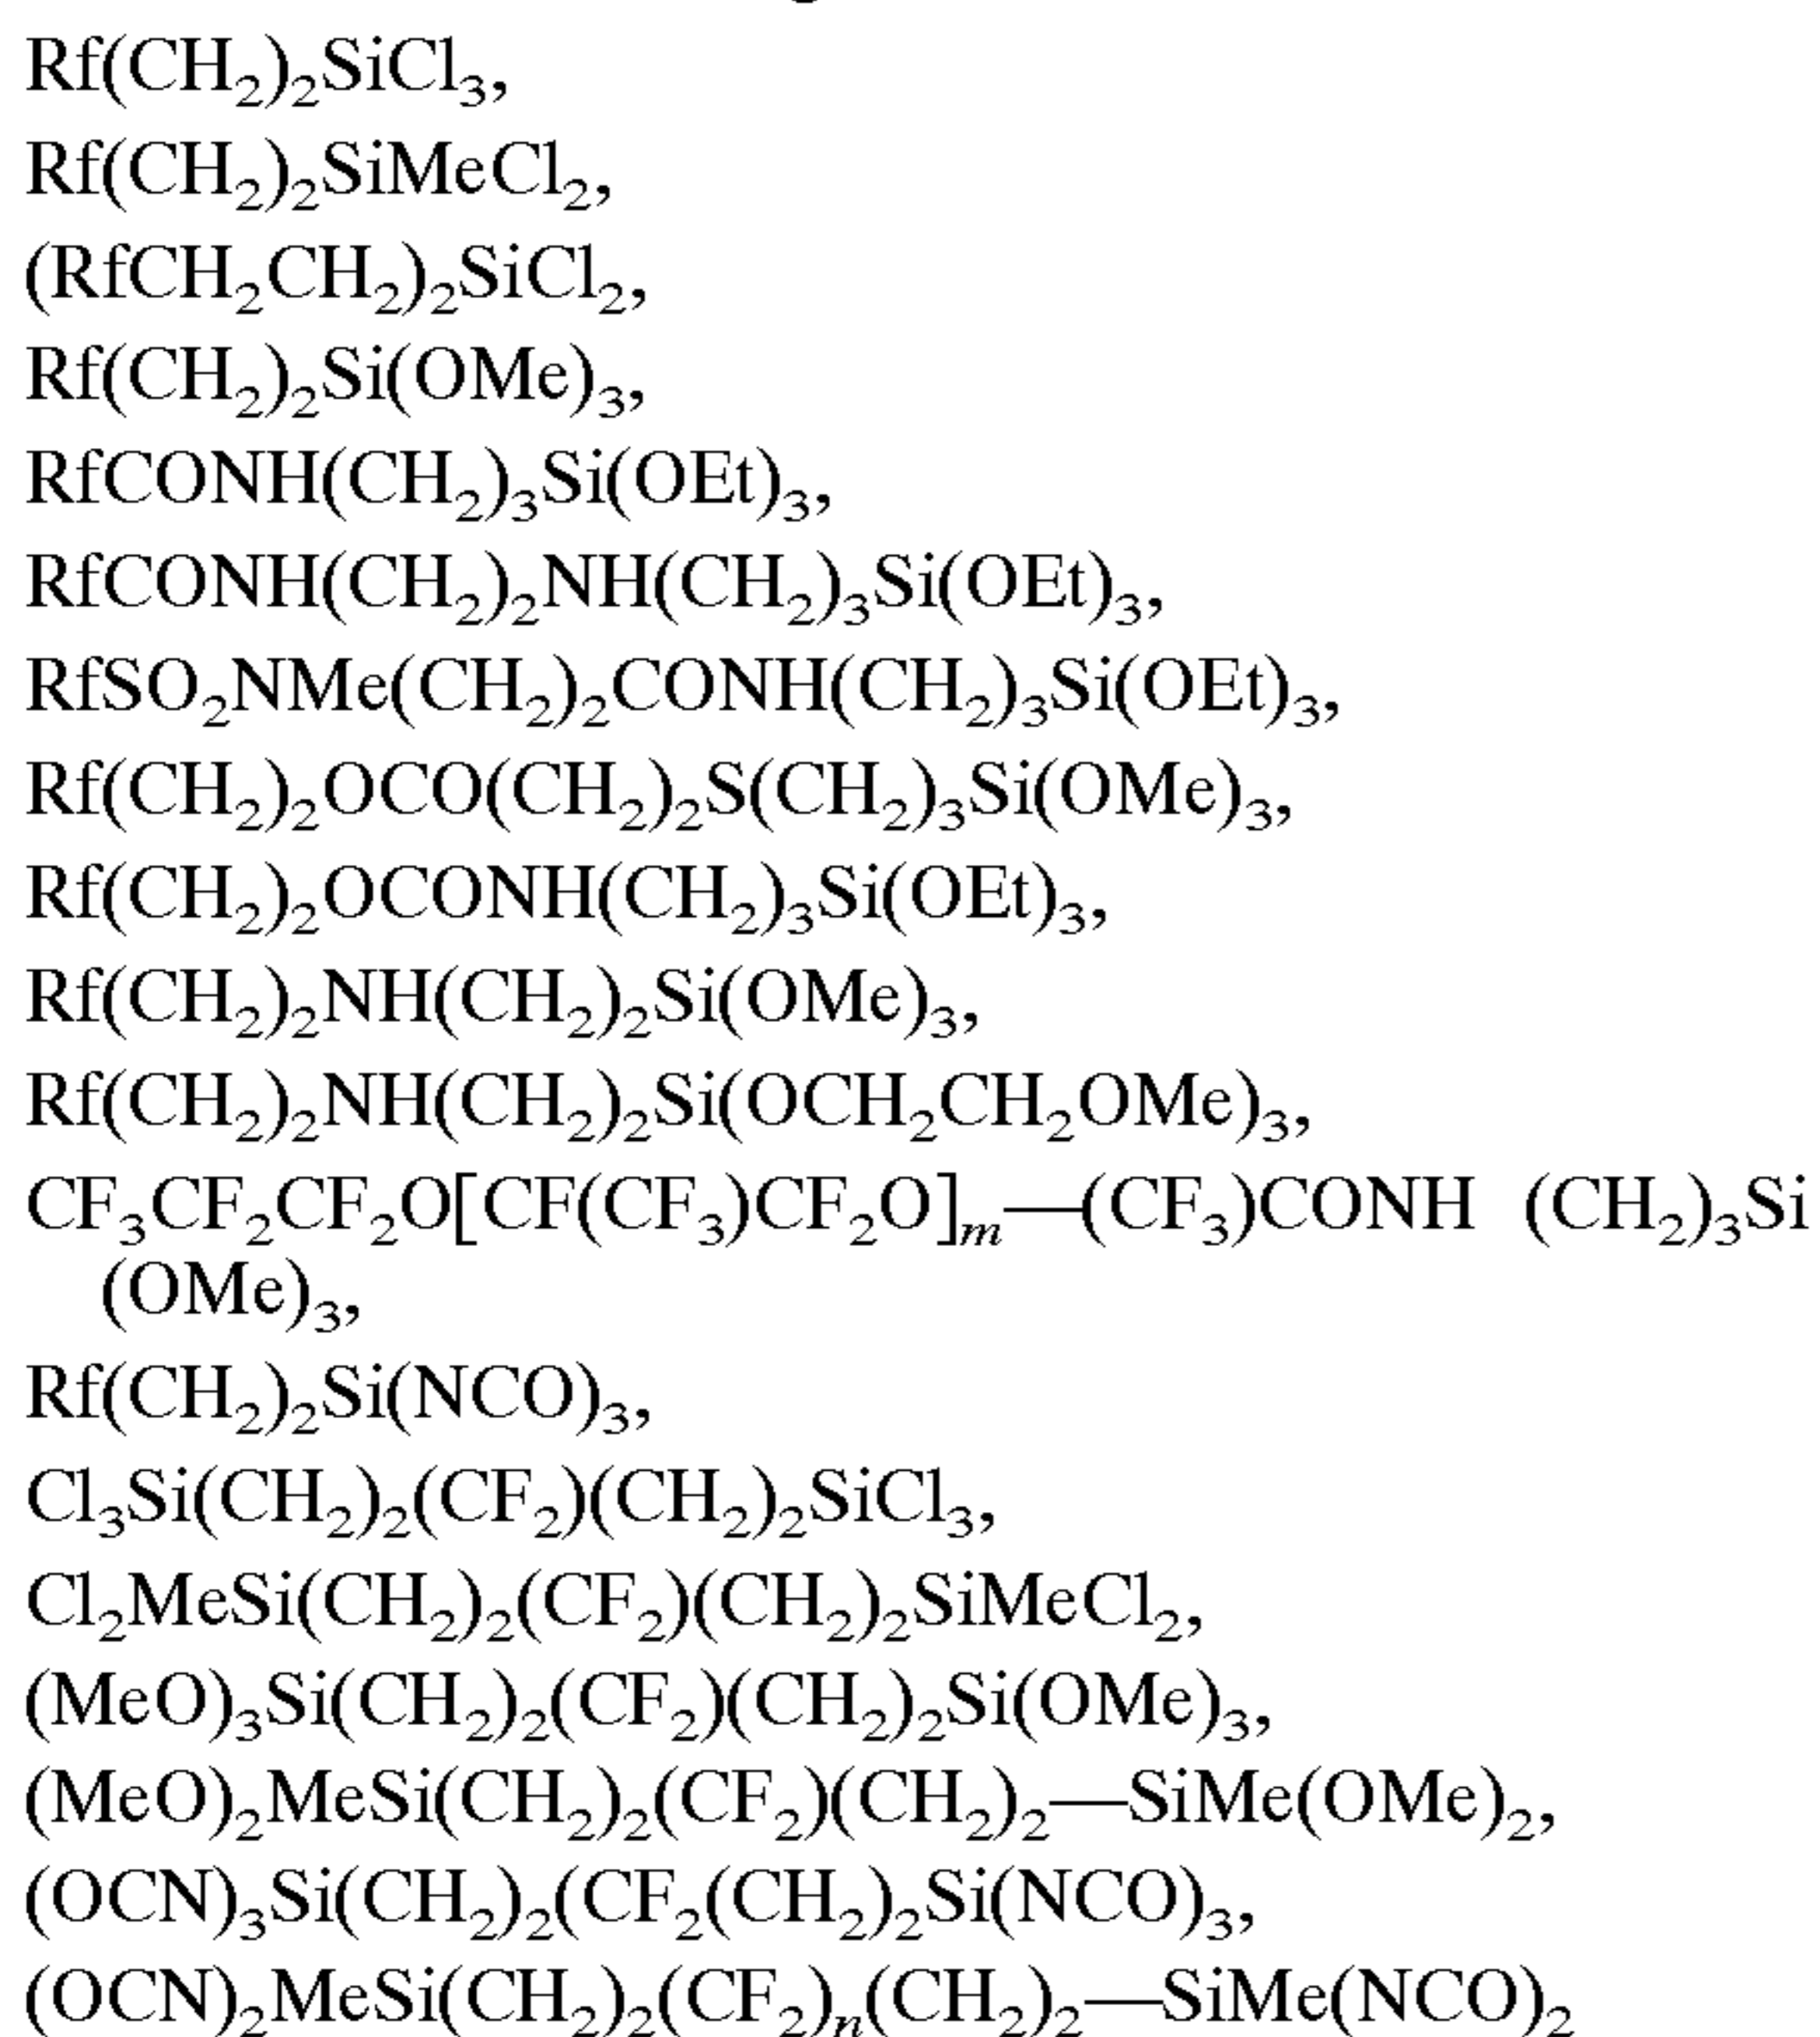 Rf(CH₂)₂SiCl₃,
Rf(CH₂)₂SiMeCl₂,
(RfCH₂CH₂)₂SiCl₂,
Rf(CH₂)₂Si(OMe)₃,
RfCONH(CH₂)₃Si(OEt)₃,
RfCONH(CH₂)₂NH(CH₂)₃Si(OEt)₃,
RfSO₂NMe(CH₂)₂CONH(CH₂)₃Si(OEt)₃,
Rf(CH₂)₂OCO(CH₂)₂S(CH₂)₃Si(OMe)₃,
Rf(CH₂)₂OCONH(CH₂)₃Si(OEt)₃,
Rf(CH₂)₂NH(CH₂)₂Si(OMe)₃,
Rf(CH₂)₂NH(CH₂)₂Si(OCH₂CH₂OMe)₃,
CF₃CF₂CF₂O[CF(CF₃)CF₂O]ₘ—(CF₃)CONH (CH₂)₃Si
(OMe)₃,
Rf(CH₂)₂Si(NCO)₃,
Cl₃Si(CH₂)₂(CF₂)(CH₂)₂SiCl₃,
Cl₂MeSi(CH₂)₂(CF₂)(CH₂)₂SiMeCl₂,
(MeO)₃Si(CH₂)₂(CF₂)(CH₂)₂Si(OMe)₃,
(MeO)₂MeSi(CH₂)₂(CF₂)(CH₂)₂—SiMe(OMe)₂,
(OCN)₃Si(CH₂)₂(CF₂(CH₂)₂Si(NCO)₃,
(OCN)₂MeSi(CH₂)₂(CF₂)ₙ(CH₂)₂—SiMe(NCO)₂